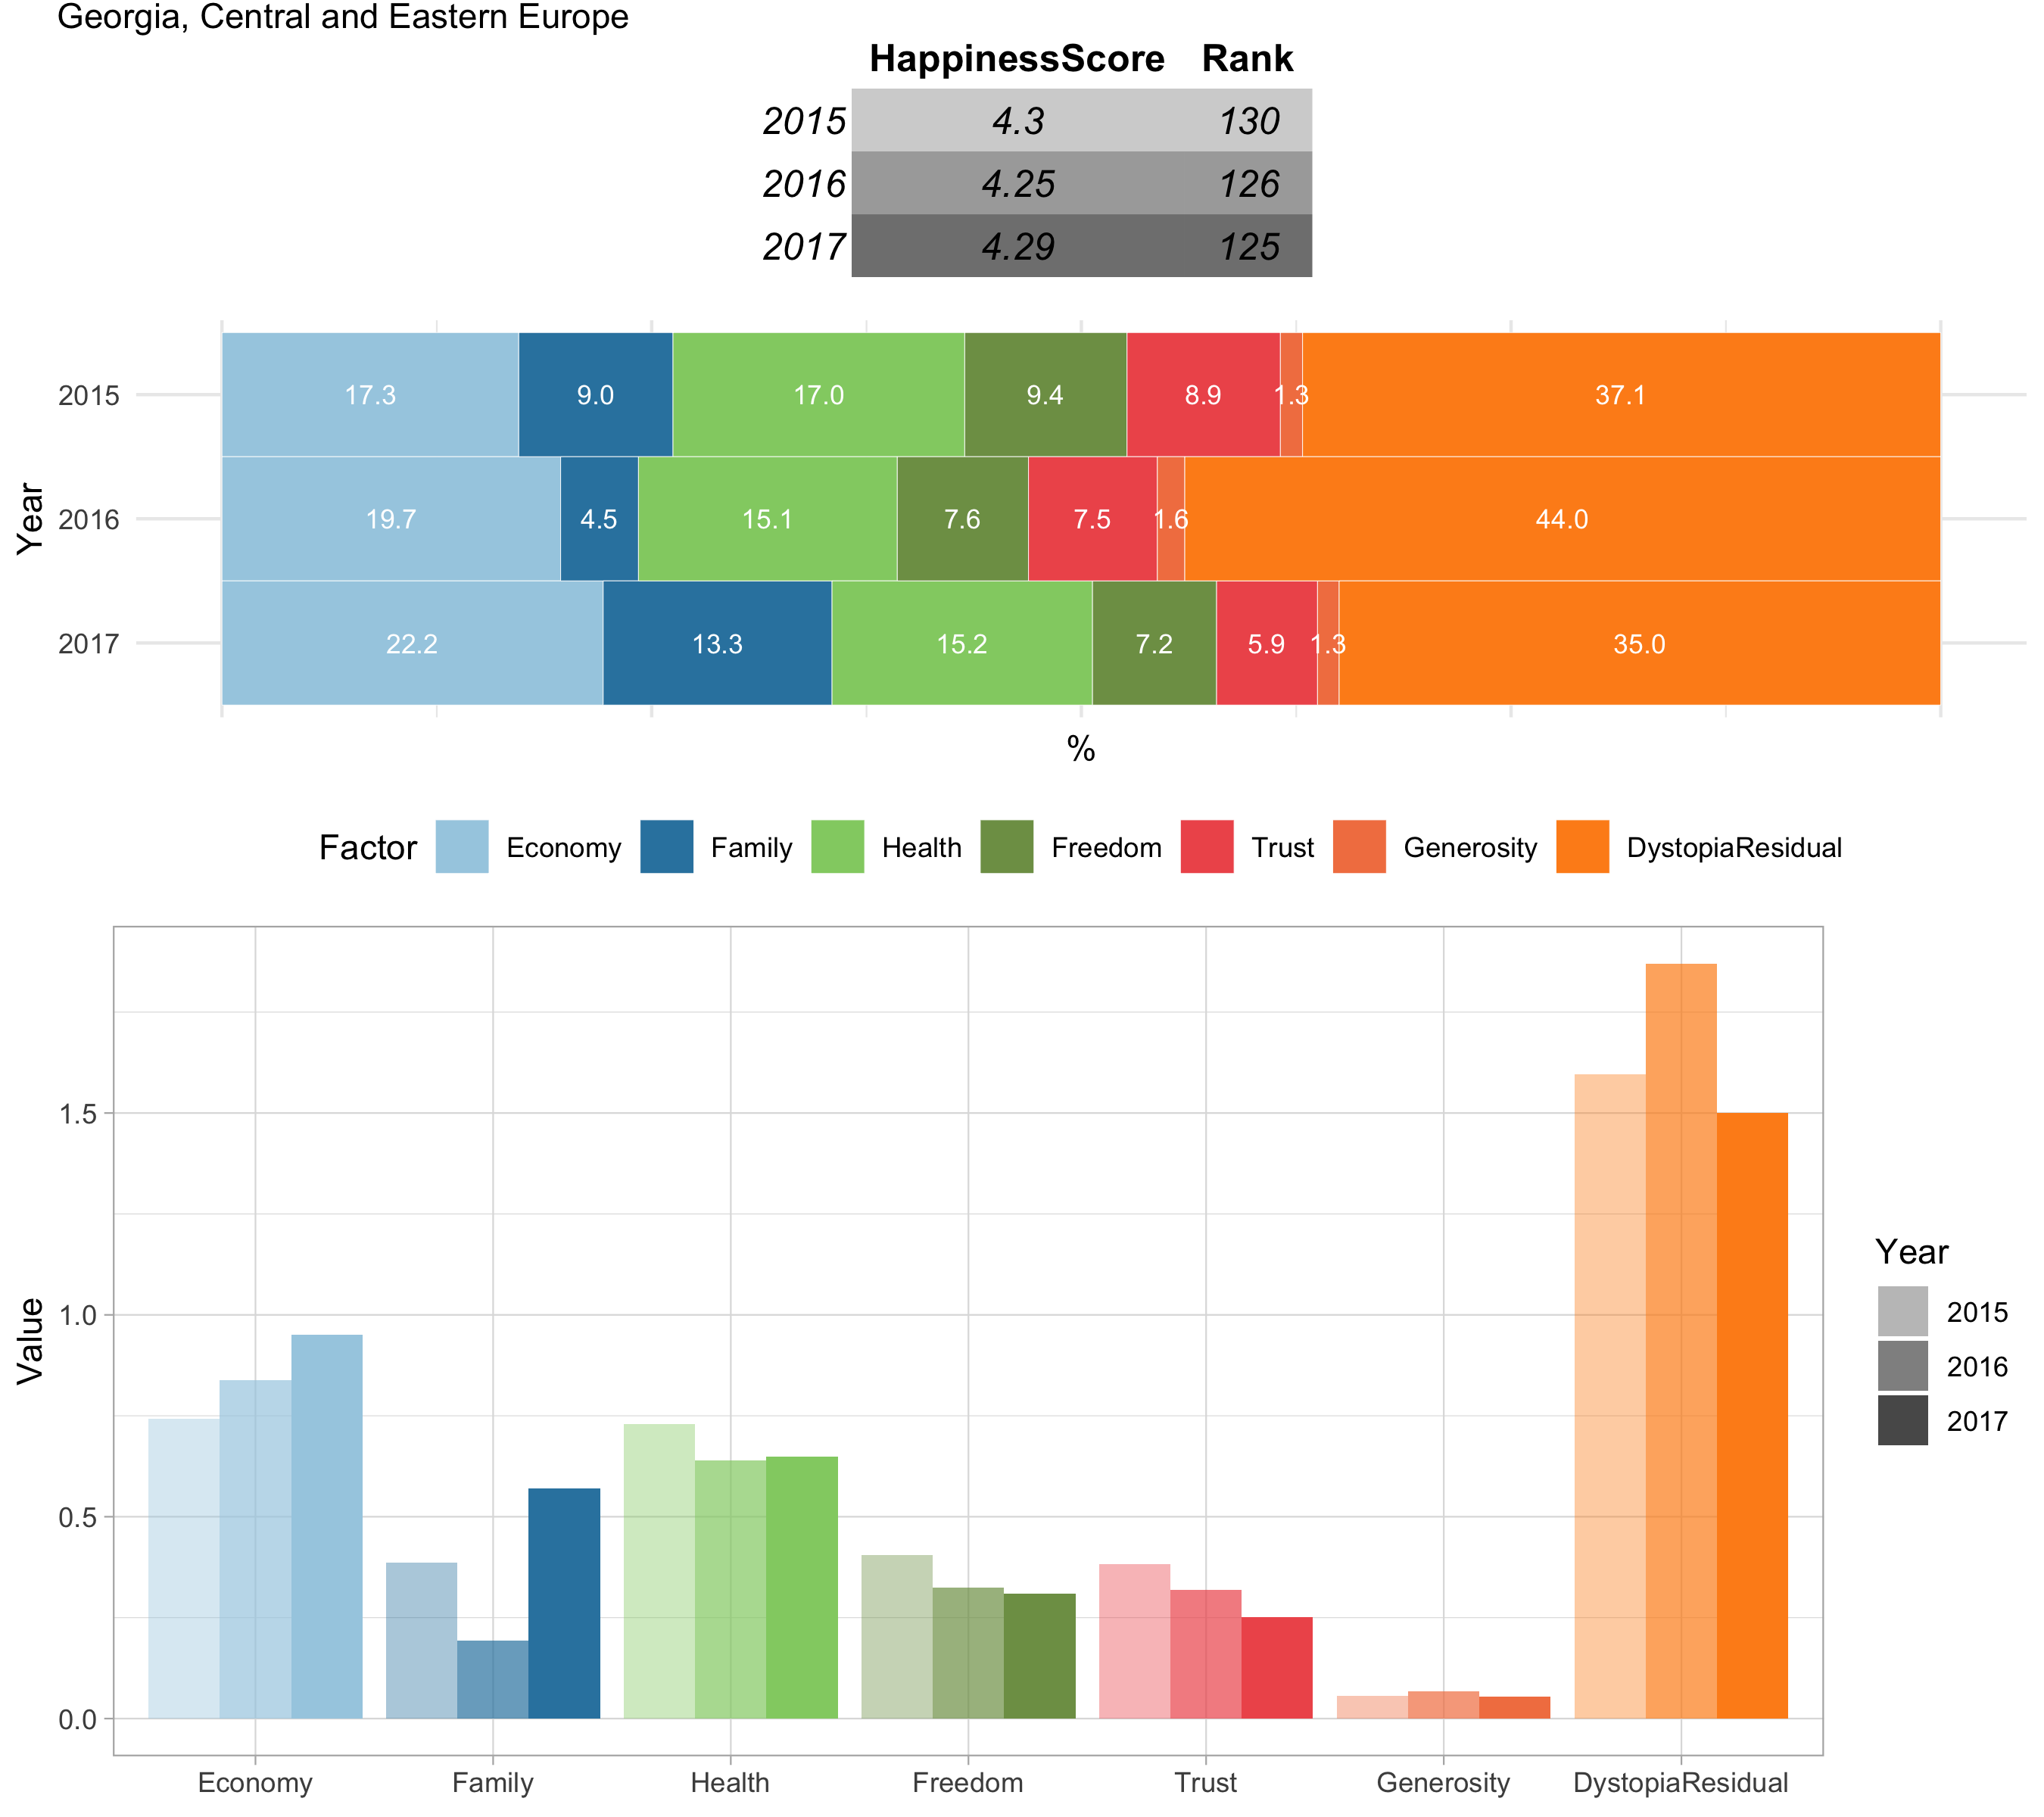 Georgia, Central and Eastern Europe
HappinessScore Rank
2015 4.3 130
2016 4.25 126
2017 4.29 125
2015 17.3 9.0 17.0 9.4 8.9 1.3 37.1
2016 19.7 4.5 15.1 7.6 7.5 1.6 44.0
2017 22.2 13.3 15.2 7.2 5.9 1.3 35.0
Year
%
Factor Economy Family Health Freedom Trust Generosity DystopiaResidual
1.5
1.0
0.5
0.0
Value
Economy Family Health Freedom Trust Generosity DystopiaResidual
Year
2015
2016
2017